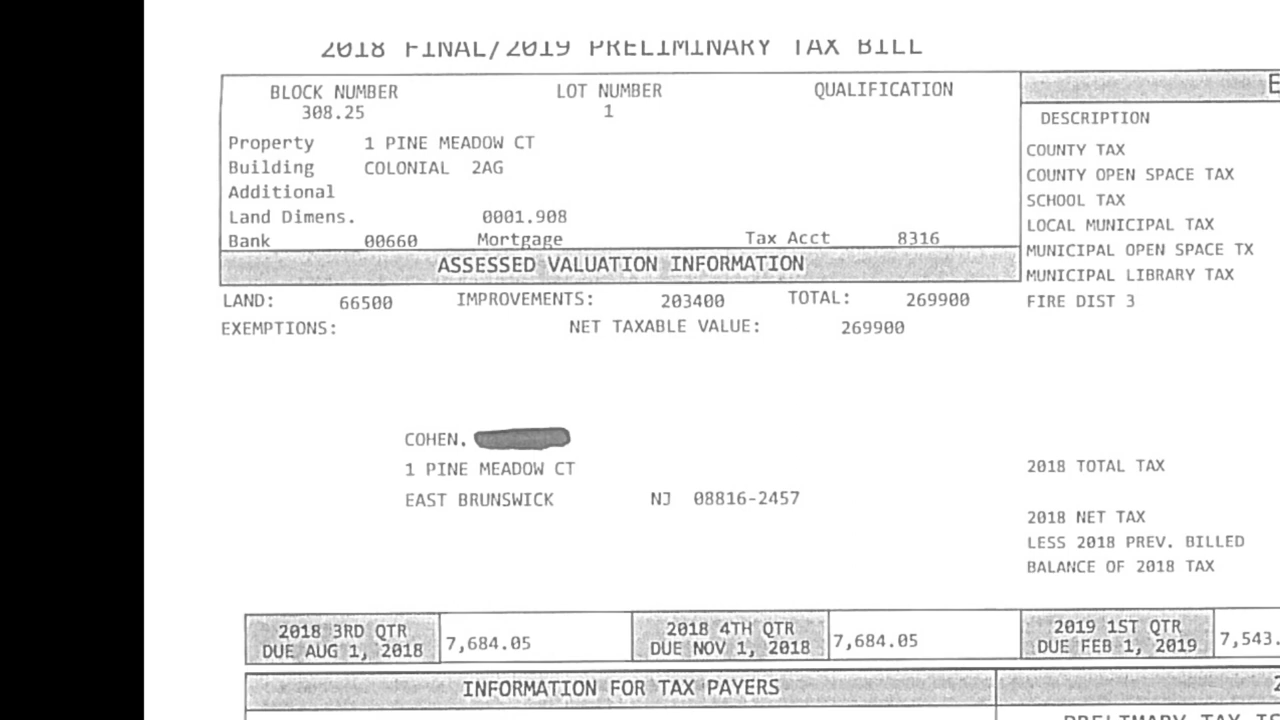 2018 FINAL/2019 PRELIMINARY TAX BILL
BLOCK NUMBER LOT NUMBER QUALIFICATION
308.25 1
Property 1 PINE MEADOW CT
Building COLONIAL 2AG
Additional
Land Dimens. 0001.908
Bank 00660 Mortgage Tax Acct 8316
ASSESSED VALUATION INFORMATION
LAND: 66500 IMPROVEMENTS: 203400 TOTAL: 269900
EXEMPTIONS: NET TAXABLE VALUE: 269900
DESCRIPTION
COUNTY TAX
COUNTY OPEN SPACE TAX
SCHOOL TAX
LOCAL MUNICIPAL TAX
MUNICIPAL OPEN SPACE TX
MUNICIPAL LIBRARY TAX
FIRE DIST 3
COHEN,
1 PINE MEADOW CT
EAST BRUNSWICK NJ 08816-2457
2018 TOTAL TAX
2018 NET TAX
LESS 2018 PREV. BILLED
BALANCE OF 2018 TAX
2018 3RD QTR
DUE AUG 1, 2018 7,684.05
2018 4TH QTR
DUE NOV 1, 2018 7,684.05
2019 1ST QTR
DUE FEB 1, 2019 7,543.
INFORMATION FOR TAX PAYERS